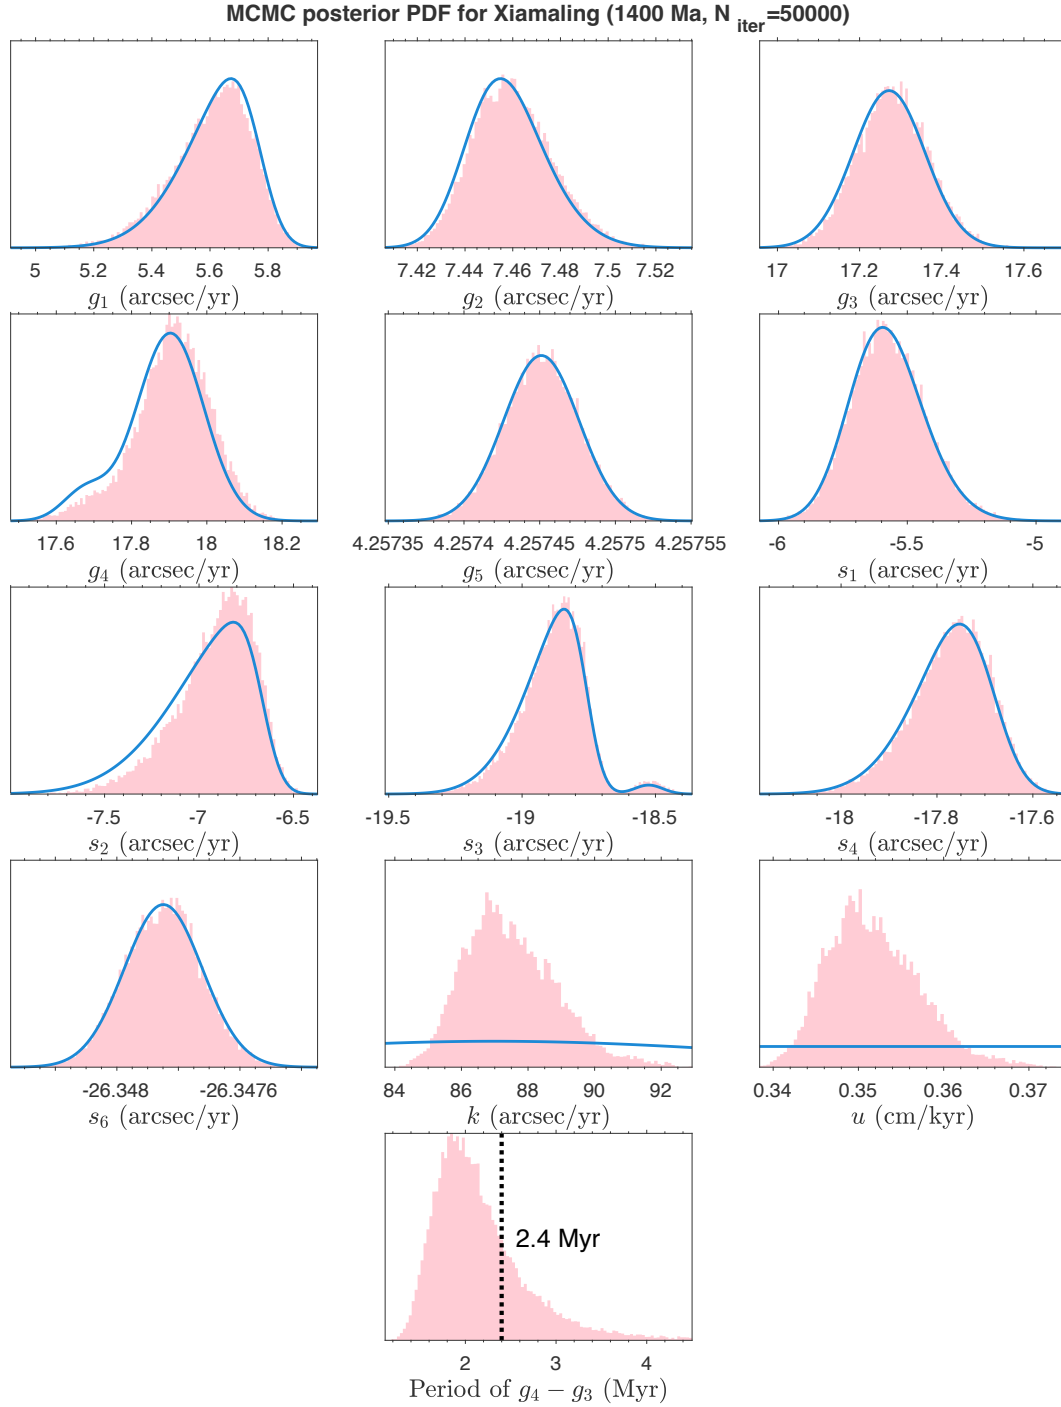 MCMC posterior PDF for Xiamaling (1400 Ma, N_iter=50000)
5 5.2 5.4 5.6 5.8
g₁ (arcsec/yr)
7.42 7.44 7.46 7.48 7.5 7.52
g₂ (arcsec/yr)
17 17.2 17.4 17.6
g₃ (arcsec/yr)
17.6 17.8 18 18.2
g₄ (arcsec/yr)
4.25735 4.2574 4.25745 4.2575 4.25755
g₅ (arcsec/yr)
-6 -5.5 -5
s₁ (arcsec/yr)
-7.5 -7 -6.5
s₂ (arcsec/yr)
-19.5 -19 -18.5
s₃ (arcsec/yr)
-18 -17.8 -17.6
s₄ (arcsec/yr)
-26.348 -26.3476
s₆ (arcsec/yr)
84 86 88 90 92
k (arcsec/yr)
0.34 0.35 0.36 0.37
u (cm/kyr)
2.4 Myr
2 3 4
Period of g₄ − g₃ (Myr)